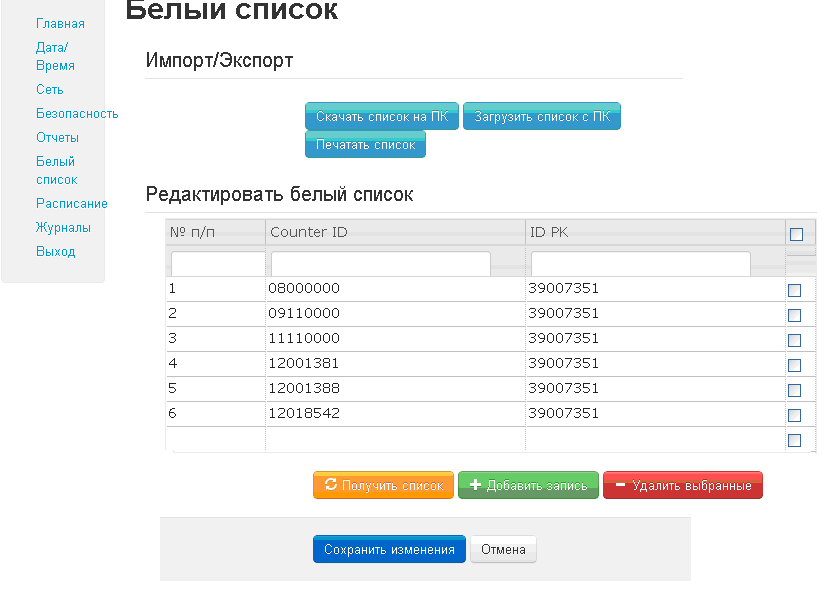 Белый список
Главная
Дата/
Время
Сеть
Безопасность
Отчеты
Белый
список
Расписание
Журналы
Выход
Импорт/Экспорт
Скачать список на ПК Загрузить список с ПК
Печатать список
Редактировать белый список
№ п/п Counter ID ID PK
1 08000000 39007351
2 09110000 39007351
3 11110000 39007351
4 12001381 39007351
5 12001388 39007351
6 12018542 39007351
Получить список Добавить запись Удалить выбранные
Сохранить изменения Отмена